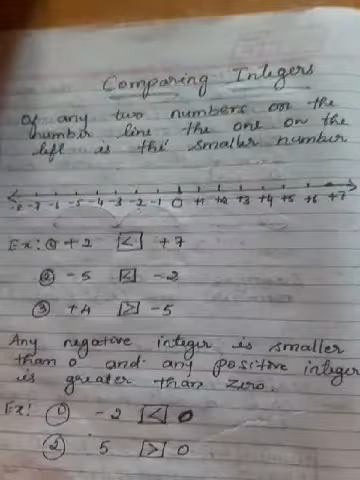 Comparing Integers
Of any two numbers on the
number line the one on the
left is the smaller number
-8 -7 -6 -5 -4 -3 -2 -1 0 +1 +2 +3 +4 +5 +6 +7
Ex: ① +2 [<] +7
② -5 [<] -2
③ +4 [>] -5
Any negative integer is smaller
than 0 and any positive integer
is greater than zero.
Ex: ① -2 [<] 0
② 5 [>] 0